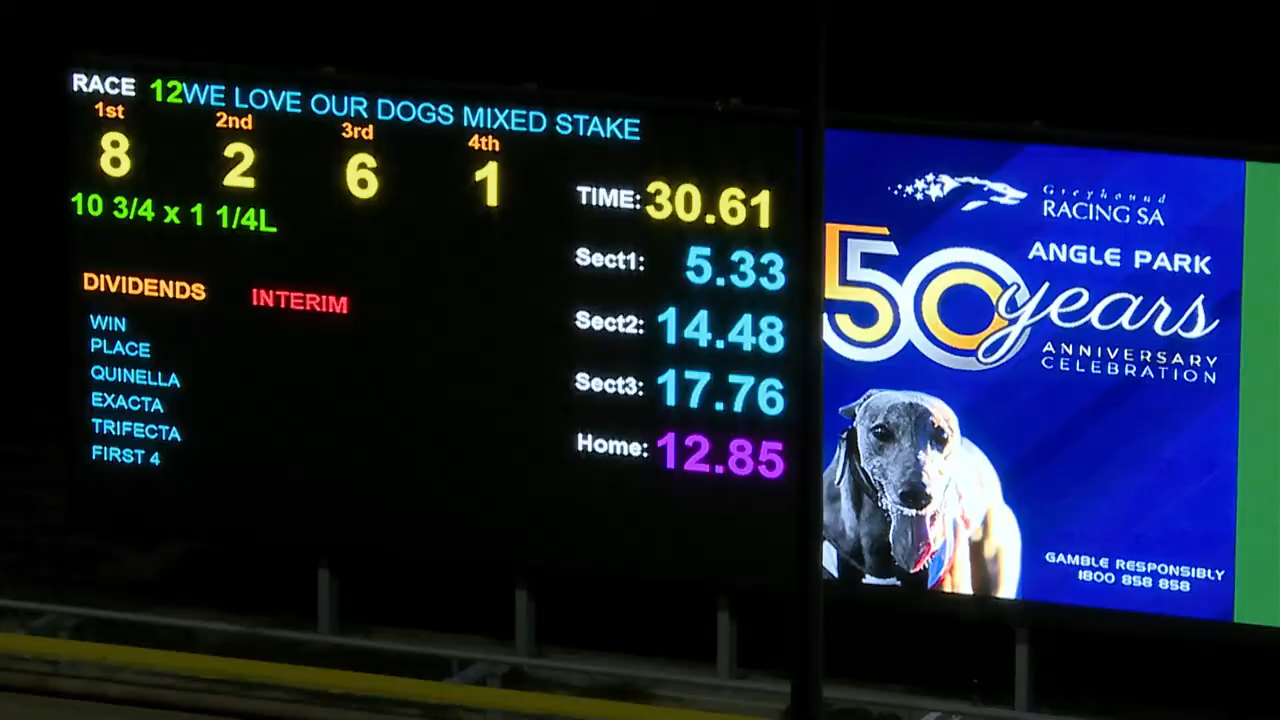 RACE 12WE LOVE OUR DOGS MIXED STAKE
1st 2nd 3rd 4th
8 2 6 1
10 3/4 x 1 1/4L
TIME: 30.61
Sect1: 5.33
Sect2: 14.48
Sect3: 17.76
Home: 12.85
DIVIDENDS INTERIM
WIN
PLACE
QUINELLA
EXACTA
TRIFECTA
FIRST 4
Greyhound
RACING SA
ANGLE PARK
50 years
ANNIVERSARY
CELEBRATION
GAMBLE RESPONSIBLY
1800 858 858